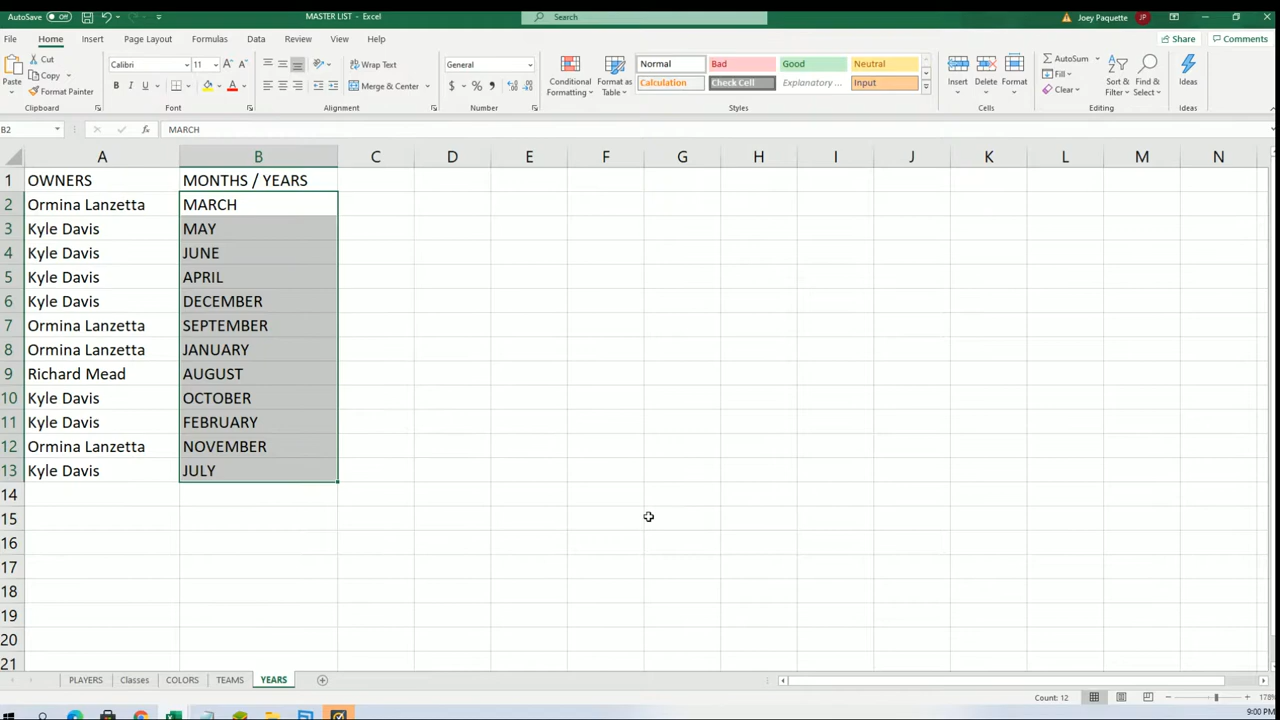 AutoSave Off
MASTER LIST - Excel
Search
Joey Paquette JP
File Home Insert Page Layout Formulas Data Review View Help
Share Comments
Paste
Cut
Copy
Format Painter
Clipboard
Calibri 11
B I U
Font
Wrap Text
Merge & Center
Alignment
General
$ % ,
Number
Conditional Formatting
Format as Table
Normal Bad Good Neutral
Calculation Check Cell Explanatory ... Input
Styles
Insert Delete Format
Cells
AutoSum
Fill
Clear
Sort & Filter
Find & Select
Editing
Ideas
Ideas
B2 fx MARCH
A B C D E F G H I J K L M N
1 OWNERS MONTHS / YEARS
2 Ormina Lanzetta MARCH
3 Kyle Davis MAY
4 Kyle Davis JUNE
5 Kyle Davis APRIL
6 Kyle Davis DECEMBER
7 Ormina Lanzetta SEPTEMBER
8 Ormina Lanzetta JANUARY
9 Richard Mead AUGUST
10 Kyle Davis OCTOBER
11 Kyle Davis FEBRUARY
12 Ormina Lanzetta NOVEMBER
13 Kyle Davis JULY
14
15
16
17
18
19
20
21
PLAYERS Classes COLORS TEAMS YEARS
Count: 12
178%
9:00 PM